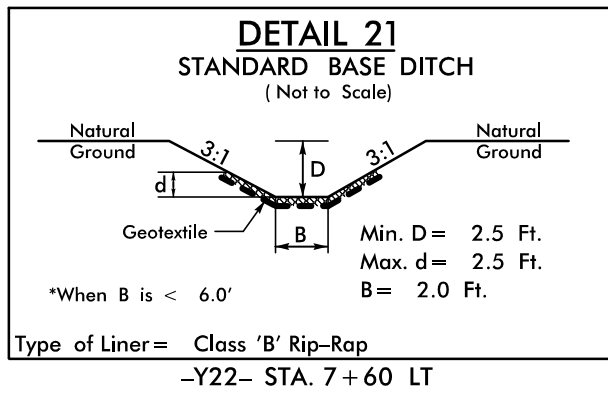 DETAIL 21
STANDARD BASE DITCH
( Not to Scale)
Natural
Ground
3:1
D
3:1
Natural
Ground
d
Geotextile
B
Min. D = 2.5 Ft.
Max. d = 2.5 Ft.
B = 2.0 Ft.
*When B is < 6.0'
Type of Liner = Class 'B' Rip-Rap
-Y22- STA. 7+60 LT